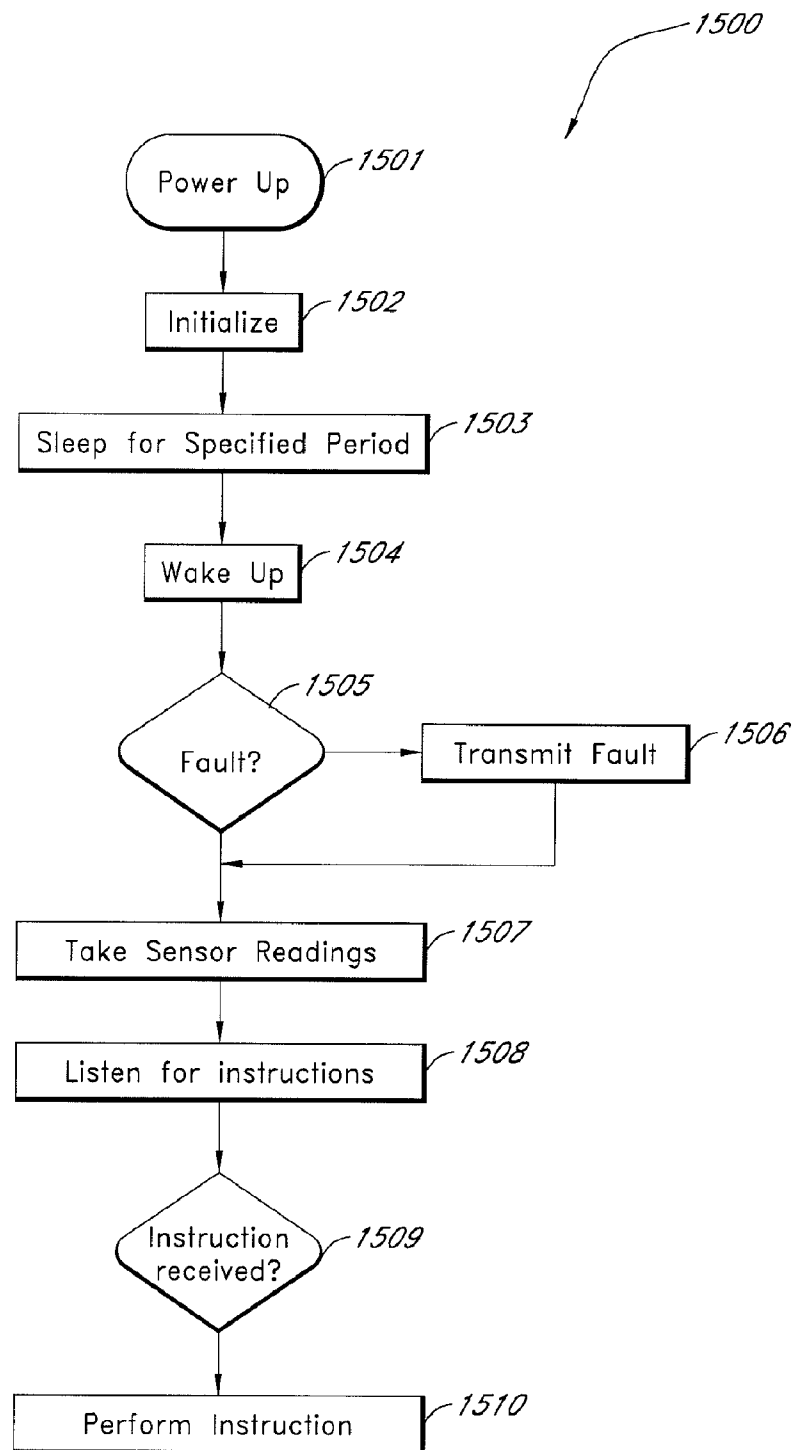 1500
Power Up
1501
Initialize
1502
Sleep for Specified Period
1503
Wake Up
1504
Fault?
1505
Transmit Fault
1506
Take Sensor Readings
1507
Listen for instructions
1508
Instruction
received?
1509
Perform Instruction
1510